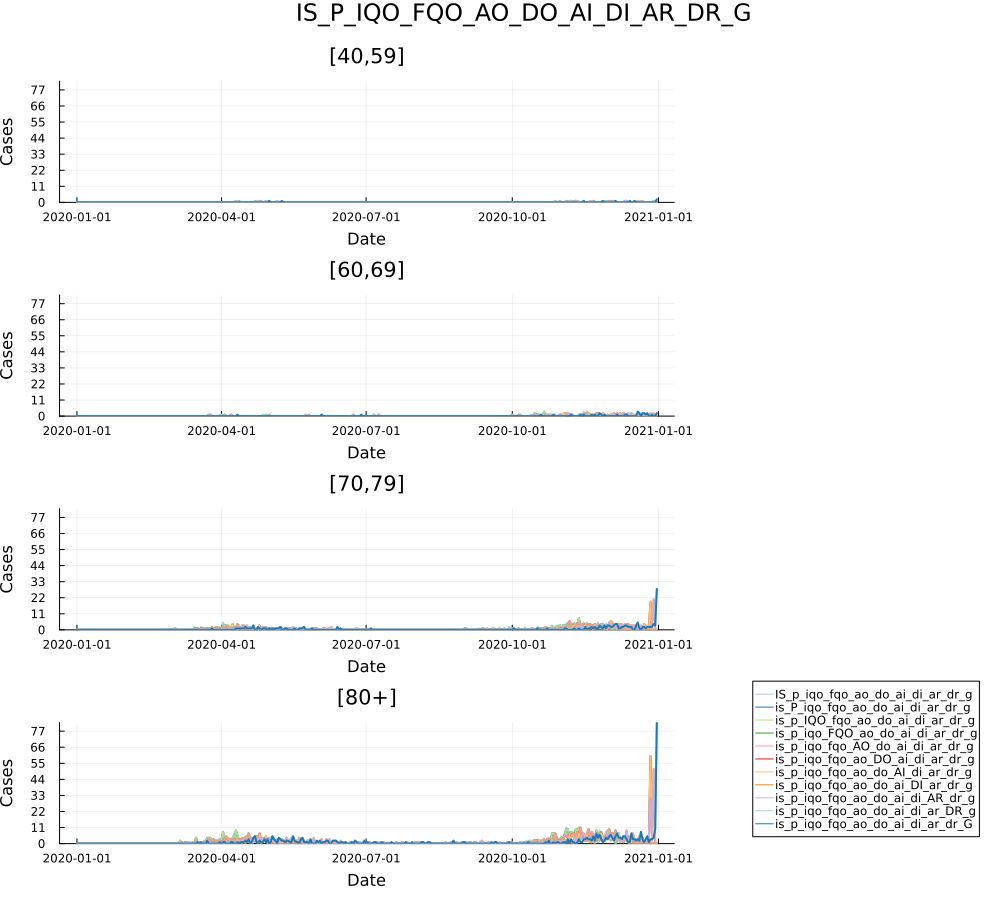 IS_P_IQO_FQO_AO_DO_AI_DI_AR_DR_G
[40,59]
77
66
55
44
33
22
11
0
Cases
2020-01-01 2020-04-01 2020-07-01 2020-10-01 2021-01-01
Date
[60,69]
77
66
55
44
33
22
11
0
Cases
2020-01-01 2020-04-01 2020-07-01 2020-10-01 2021-01-01
Date
[70,79]
77
66
55
44
33
22
11
0
Cases
2020-01-01 2020-04-01 2020-07-01 2020-10-01 2021-01-01
Date
[80+]
77
66
55
44
33
22
11
0
Cases
2020-01-01 2020-04-01 2020-07-01 2020-10-01 2021-01-01
Date
IS_p_iqo_fqo_ao_do_ai_di_ar_dr_g
is_P_iqo_fqo_ao_do_ai_di_ar_dr_g
is_p_IQO_fqo_ao_do_ai_di_ar_dr_g
is_p_iqo_FQO_ao_do_ai_di_ar_dr_g
is_p_iqo_fqo_AO_do_ai_di_ar_dr_g
is_p_iqo_fqo_ao_DO_ai_di_ar_dr_g
is_p_iqo_fqo_ao_do_AI_di_ar_dr_g
is_p_iqo_fqo_ao_do_ai_DI_ar_dr_g
is_p_iqo_fqo_ao_do_ai_di_AR_dr_g
is_p_iqo_fqo_ao_do_ai_di_ar_DR_g
is_p_iqo_fqo_ao_do_ai_di_ar_dr_G